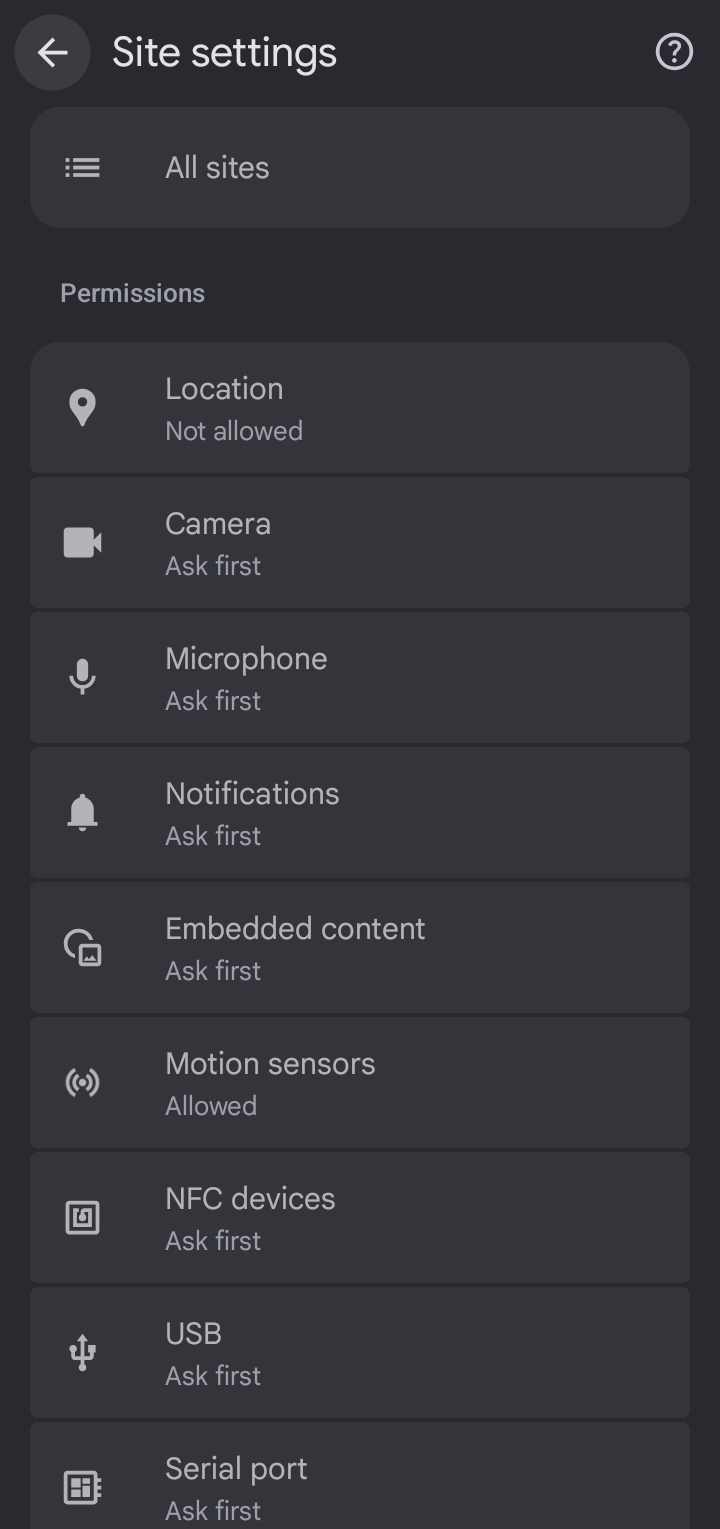 Site settings
All sites
Permissions
Location
Not allowed
Camera
Ask first
Microphone
Ask first
Notifications
Ask first
Embedded content
Ask first
Motion sensors
Allowed
NFC devices
Ask first
USB
Ask first
Serial port
Ask first